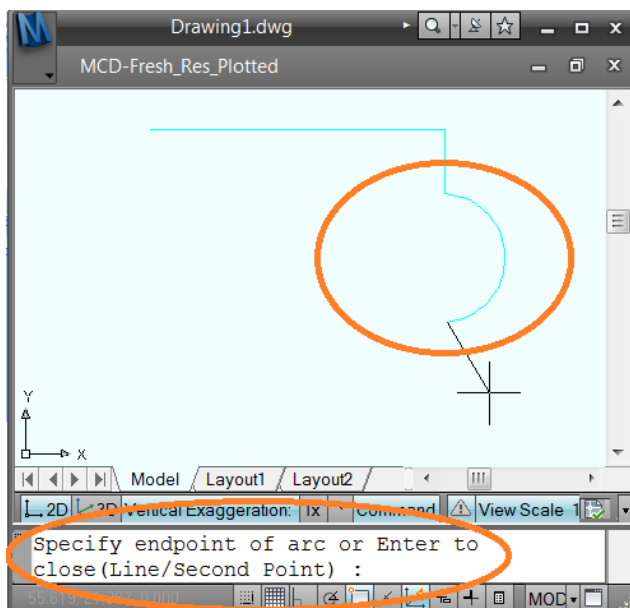 Drawing1.dwg
MCD-Fresh_Res_Plotted
Y
X
Model Layout1 Layout2
2D 3D Vertical Exaggeration: 1x Command View Scale 1
Specify endpoint of arc or Enter to
close(Line/Second Point) :
MOD